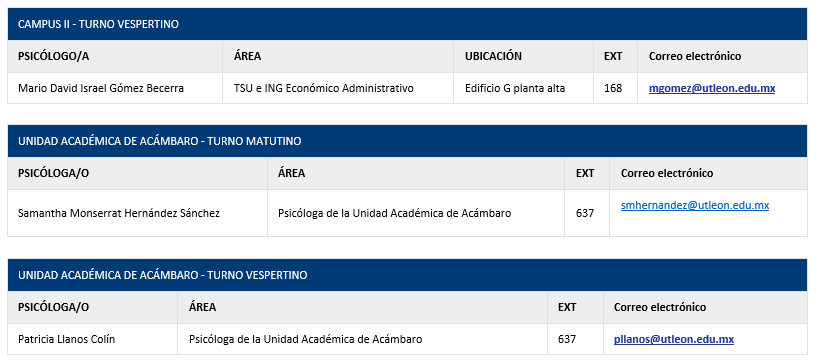 CAMPUS II - TURNO VESPERTINO
PSICÓLOGO/A ÁREA UBICACIÓN EXT Correo electrónico
Mario David Israel Gómez Becerra TSU e ING Económico Administrativo Edificio G planta alta 168 mgomez@utleon.edu.mx
UNIDAD ACADÉMICA DE ACÁMBARO - TURNO MATUTINO
PSICÓLOGA/O ÁREA EXT Correo electrónico
Samantha Monserrat Hernández Sánchez Psicóloga de la Unidad Académica de Acámbaro 637 smhernandez@utleon.edu.mx
UNIDAD ACADÉMICA DE ACÁMBARO - TURNO VESPERTINO
PSICÓLOGA/O ÁREA EXT Correo electrónico
Patricia Llanos Colín Psicóloga de la Unidad Académica de Acámbaro 637 pllanos@utleon.edu.mx